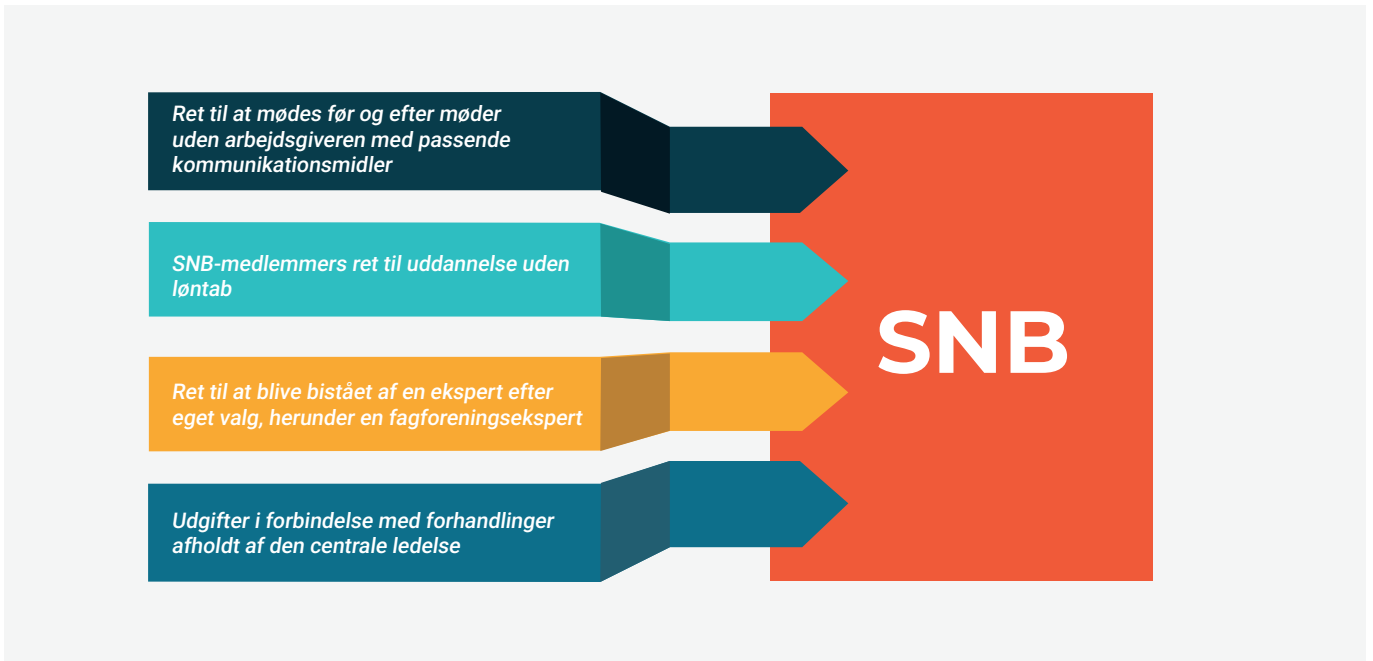 Ret til at mødes før og efter møder
uden arbejdsgiveren med passende
kommunikationsmidler
SNB-medlemmers ret til uddannelse uden
løntab
Ret til at blive bistået af en ekspert efter
eget valg, herunder en fagforeningsekspert
Udgifter i forbindelse med forhandlinger
afholdt af den centrale ledelse
SNB